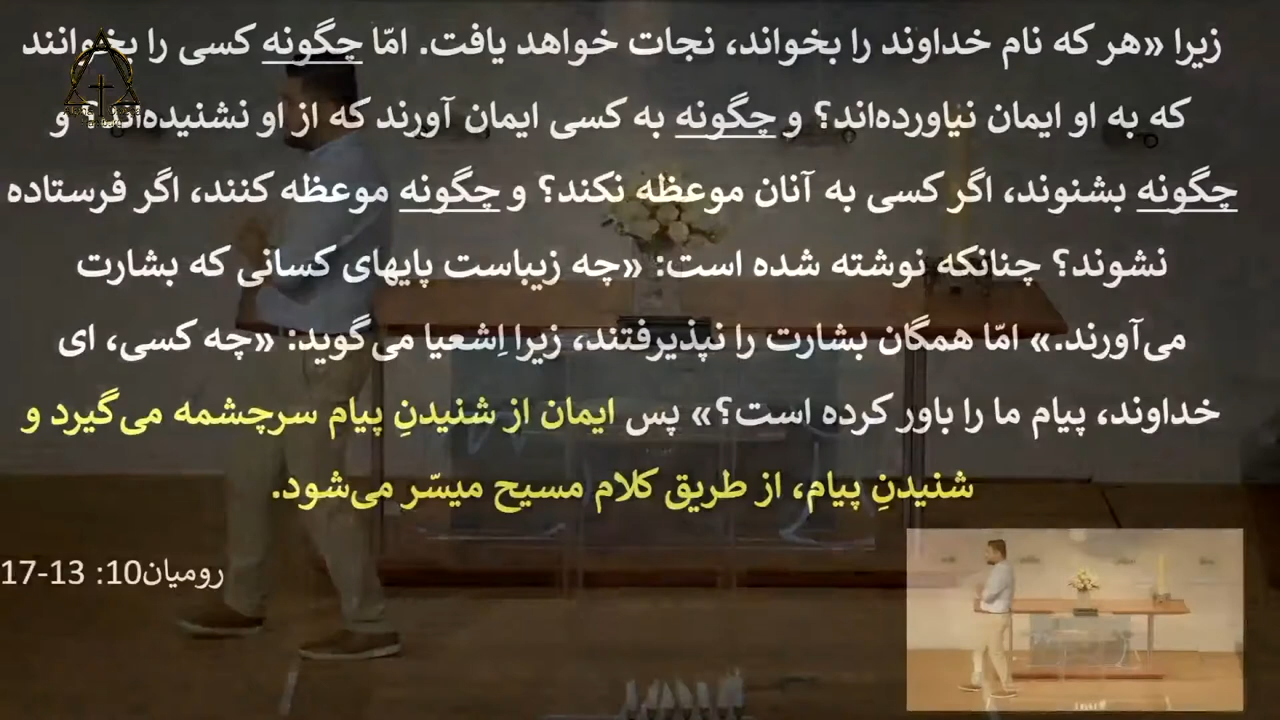 زیرا «هر که نام خداوند را بخواند، نجات خواهد یافت. امّا چگونه کسی را بخوانند
که به او ایمان نیاورده‌اند؟ و چگونه به کسی ایمان آورند که از او نشنیده‌اند؟ و
چگونه بشنوند، اگر کسی به آنان موعظه نکند؟ و چگونه موعظه کنند، اگر فرستاده
نشوند؟ چنانکه نوشته شده است: «چه زیباست پایهای کسانی که بشارت
می‌آورند.» امّا همگان بشارت را نپذیرفتند، زیرا اِشعیا می‌گوید: «چه کسی، ای
خداوند، پیام ما را باور کرده است؟» پس ایمان از شنیدنِ پیام سرچشمه می‌گیرد و
شنیدنِ پیام، از طریق کلام مسیح میسّر می‌شود.
رومیان10: 13-17